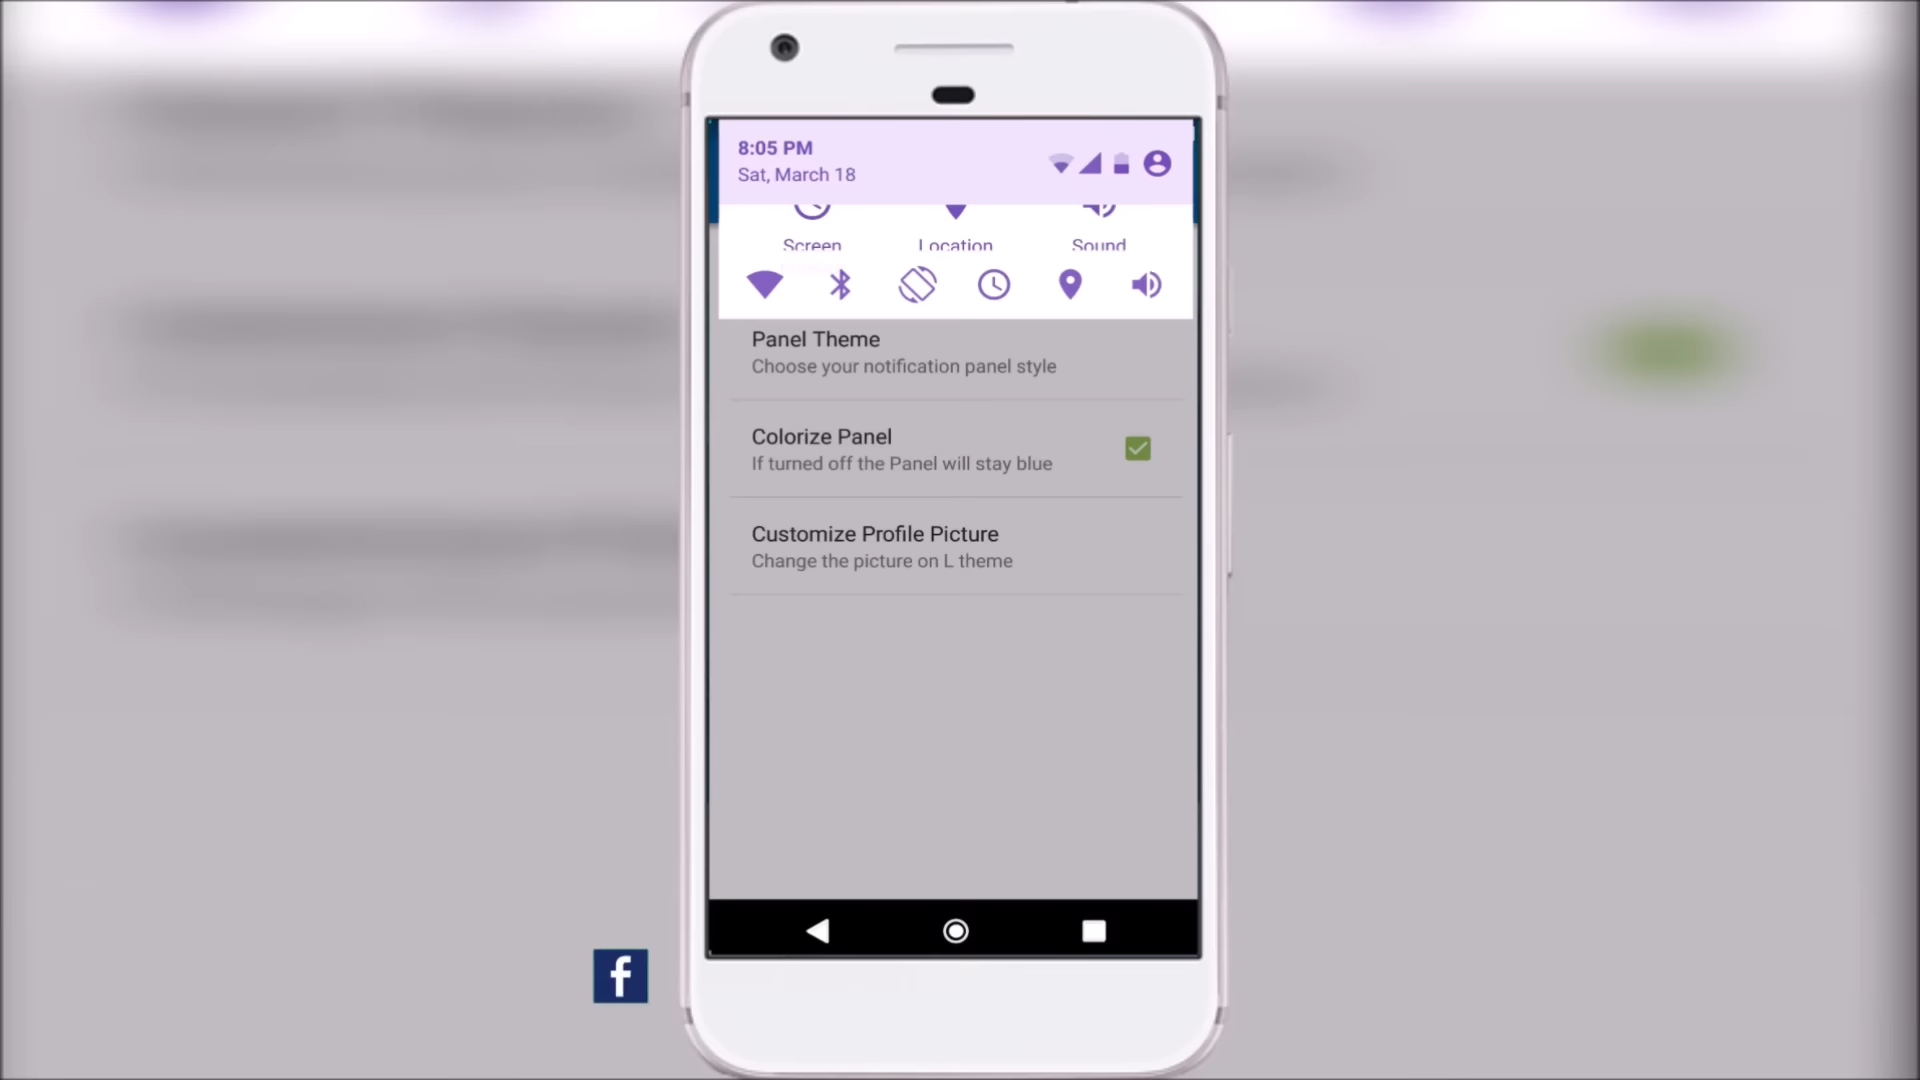 8:05 PM
Sat, March 18
Screen Location Sound
Panel Theme
Choose your notification panel style
Colorize Panel
If turned off the Panel will stay blue
Customize Profile Picture
Change the picture on L theme
f